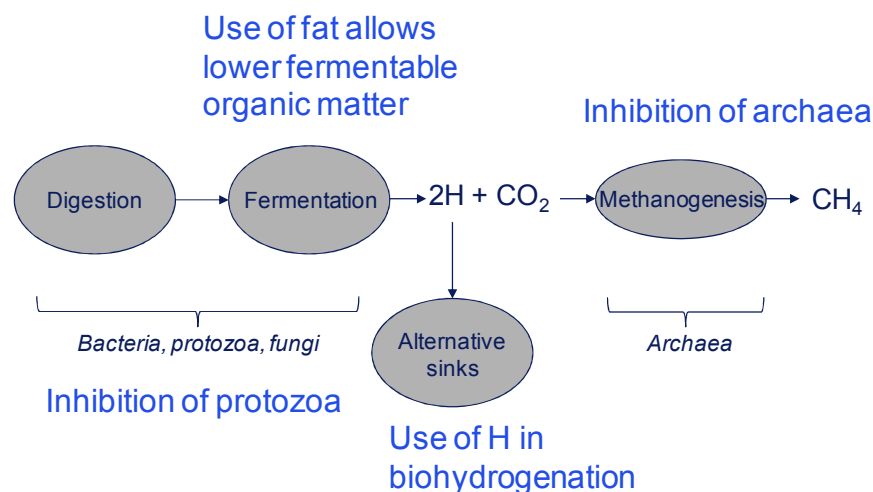 Use of fat allows
lower fermentable
organic matter
Inhibition of archaea
Digestion
Fermentation
2H + CO₂
Methanogenesis
CH₄
Bacteria, protozoa, fungi
Alternative
sinks
Archaea
Inhibition of protozoa
Use of H in
biohydrogenation